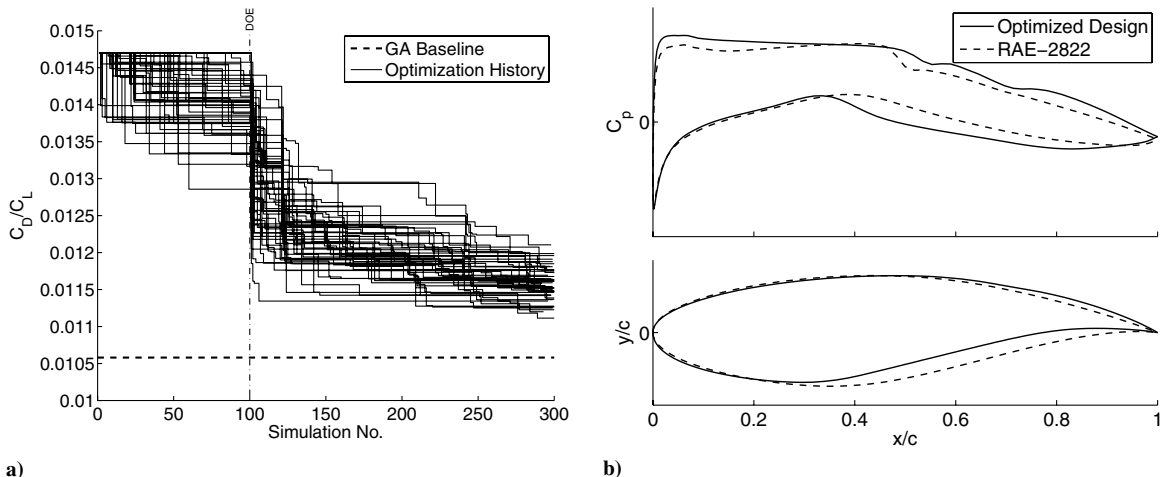 DOE
0.015
0.0145
0.014
0.0135
0.013
0.0125
0.012
0.0115
0.011
0.0105
0.01
C_D/C_L
GA Baseline
Optimization History
0 50 100 150 200 250 300
Simulation No.
a)
Optimized Design
RAE-2822
C_p
0
y/c
0
0 0.2 0.4 0.6 0.8 1
x/c
b)